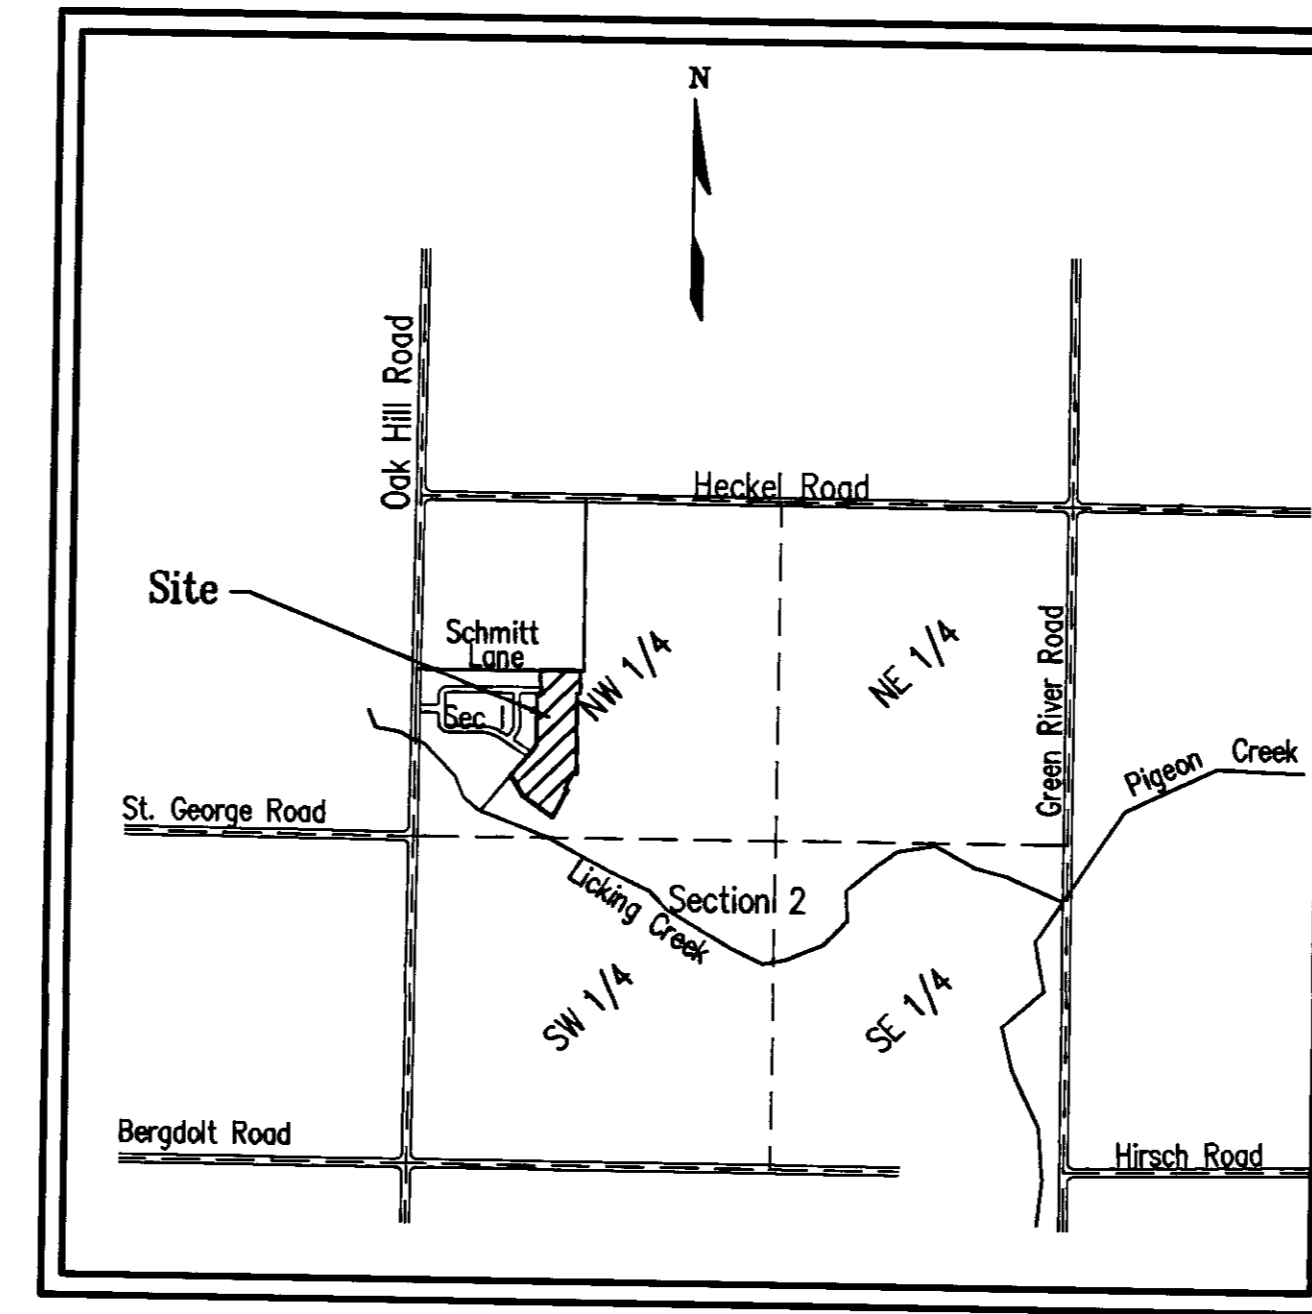 N
Oak Hill Road
Heckel Road
Site
Schmitt
Lane
NW 1/4
NE 1/4
Green River Road
Sec 1
Pigeon Creek
St. George Road
Licking Creek
Section 2
SW 1/4
SE 1/4
Bergdolt Road
Hirsch Road